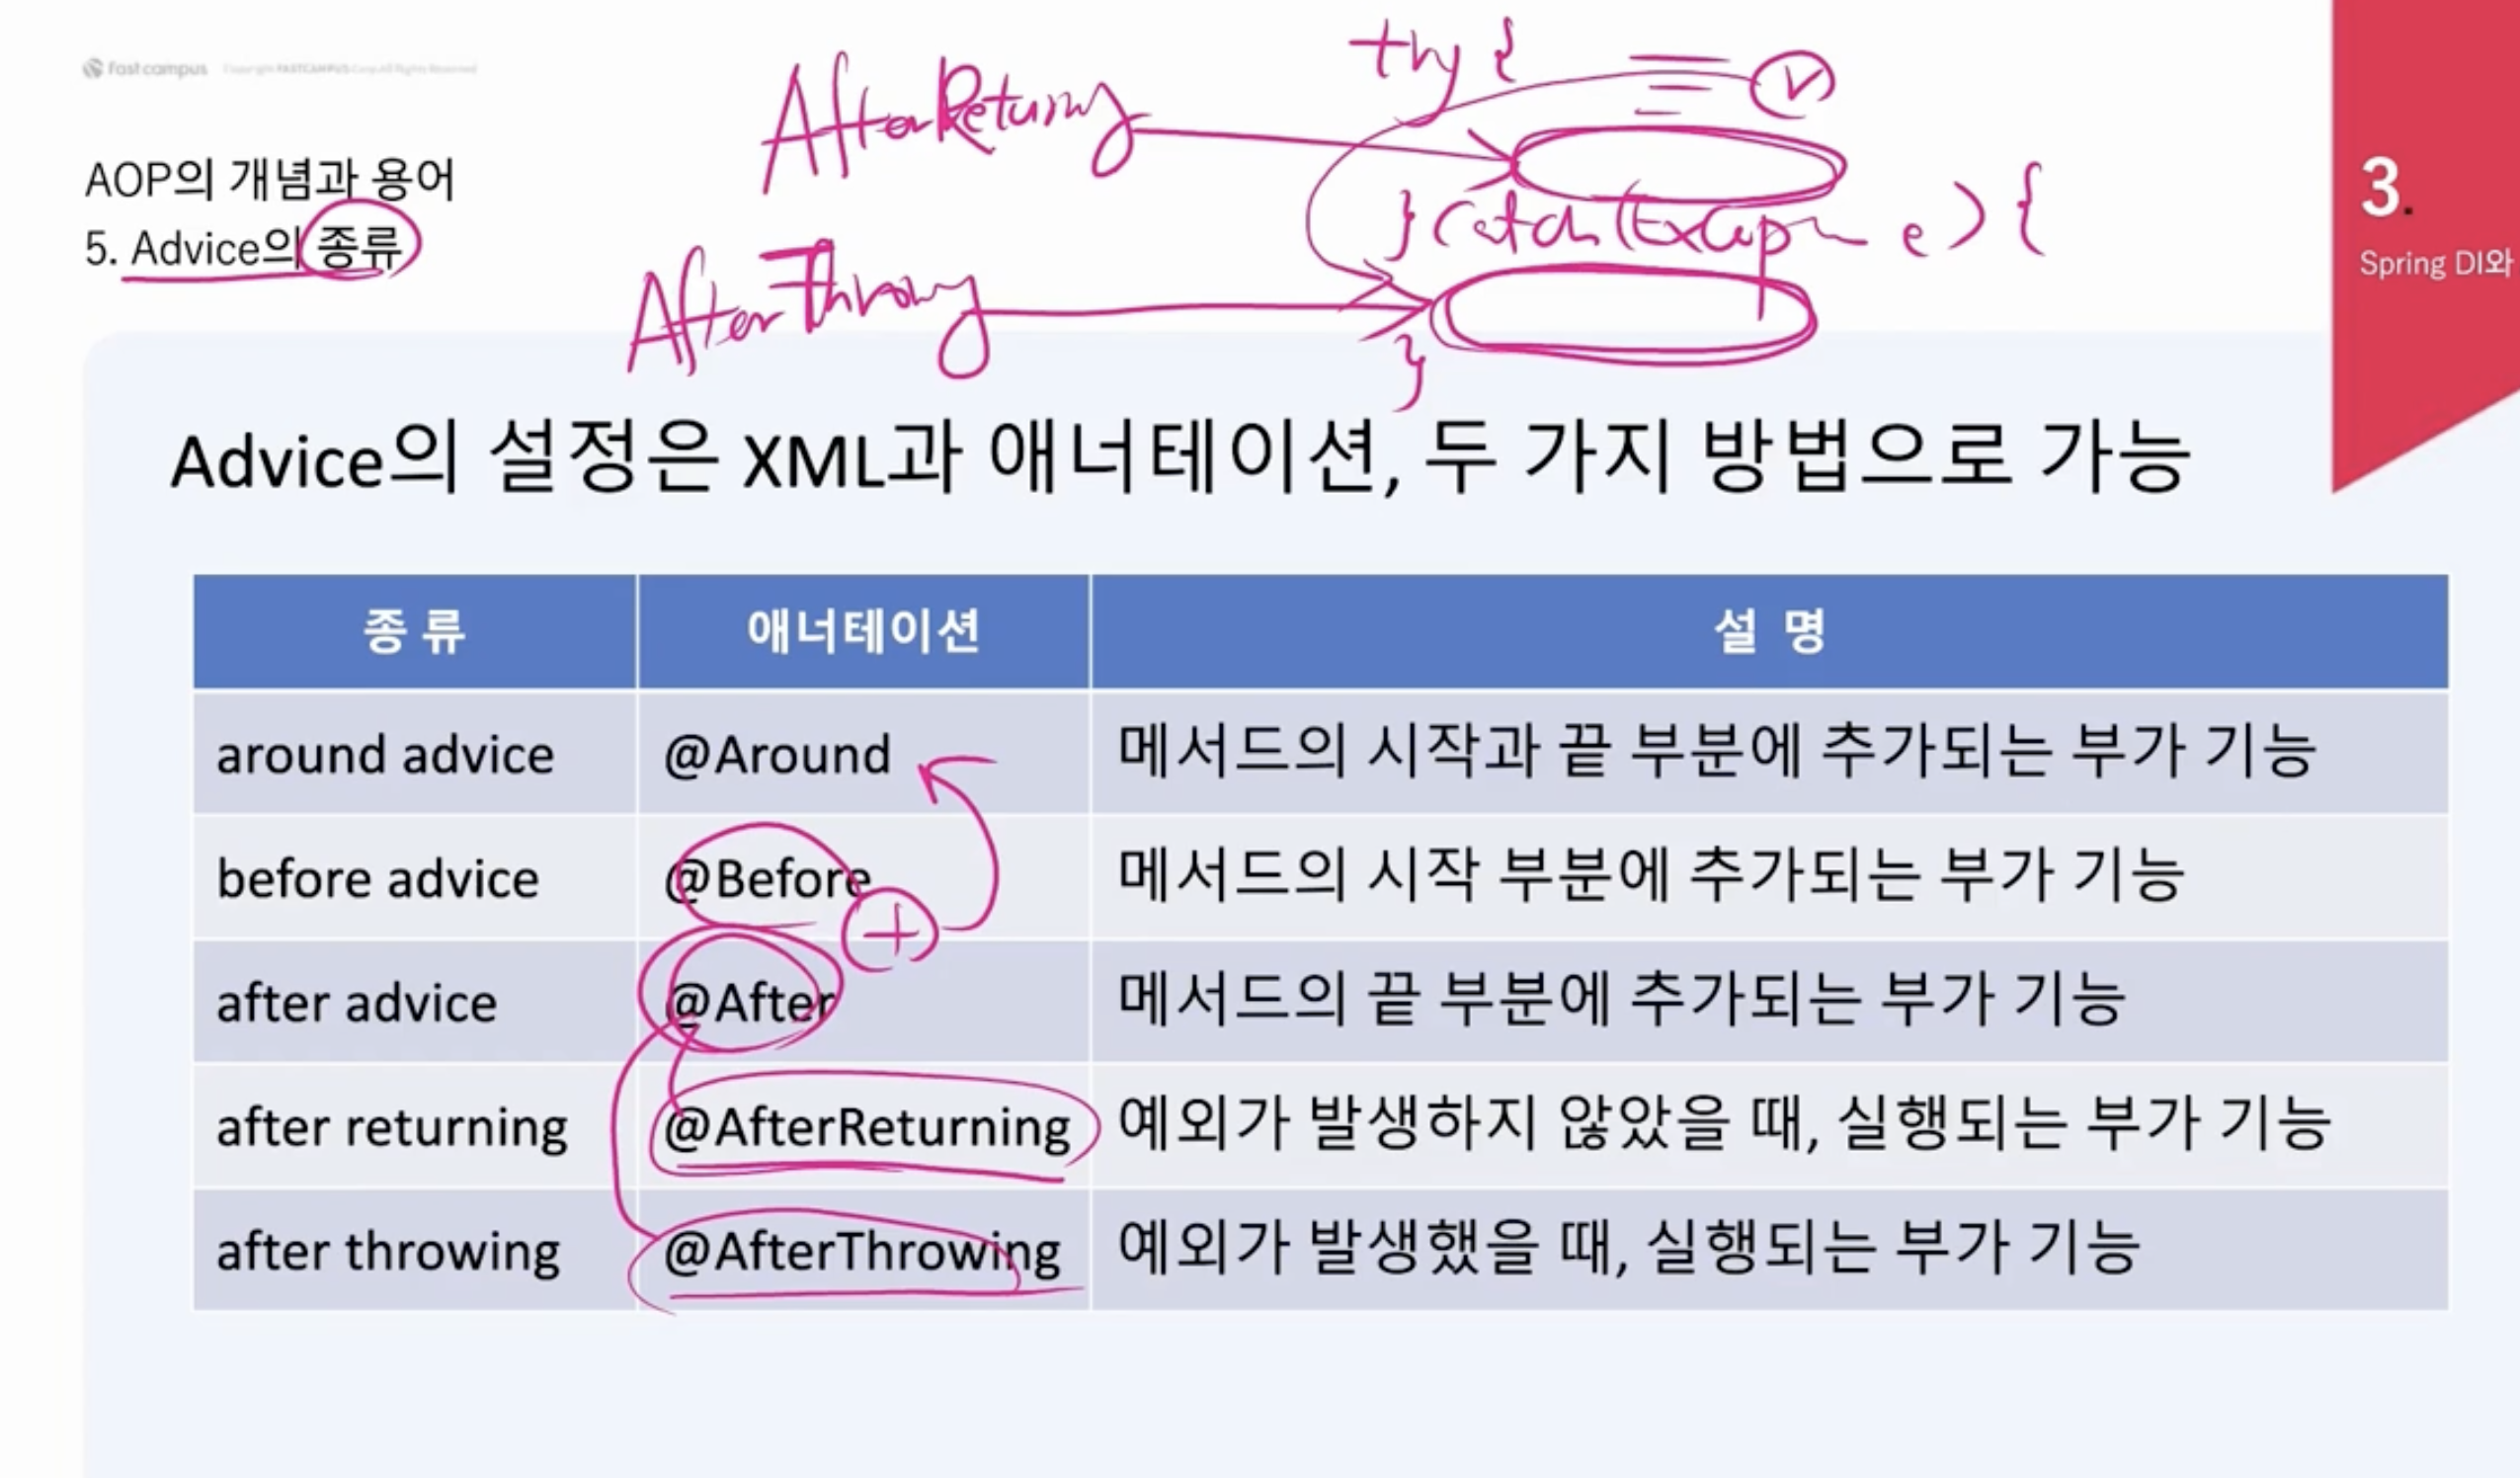 fastcampus Copyright FASTCAMPUS Corp. All Rights Reserved
AOP의 개념과 용어
5. Advice의 종류
AfterReturning
try {
} catch (Exception e) {
AfterThrowing
}
3.
Spring DI와
Advice의 설정은 XML과 애너테이션, 두 가지 방법으로 가능
종 류 애너테이션 설 명
around advice @Around 메서드의 시작과 끝 부분에 추가되는 부가 기능
before advice @Before 메서드의 시작 부분에 추가되는 부가 기능
+
after advice @After 메서드의 끝 부분에 추가되는 부가 기능
after returning @AfterReturning 예외가 발생하지 않았을 때, 실행되는 부가 기능
after throwing @AfterThrowing 예외가 발생했을 때, 실행되는 부가 기능